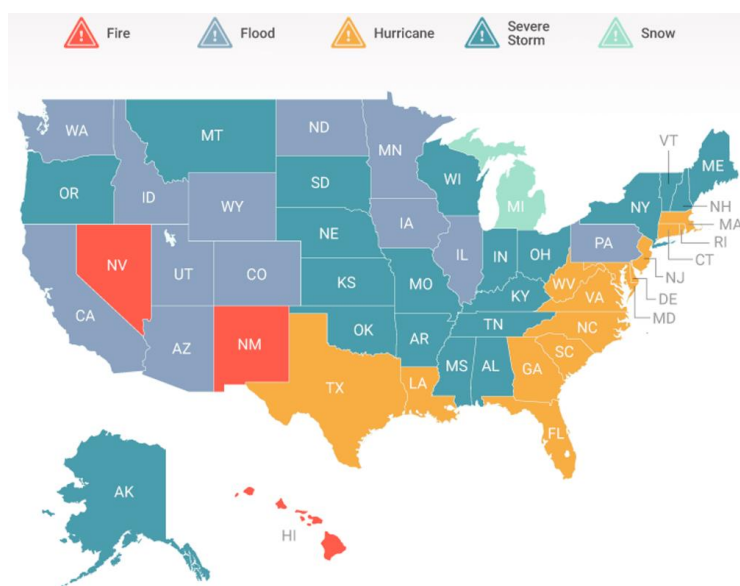 Fire
Flood
Hurricane
Severe
Storm
Snow
WA
MT
ND
MN
VT
ME
OR
ID
SD
WI
NY
NH
WY
MI
MA
IA
RI
NE
PA
CT
NV
UT
CO
IL
IN
OH
NJ
CA
KS
MO
WV
DE
KY
VA
MD
AZ
NM
OK
AR
TN
NC
MS
AL
SC
GA
TX
LA
FL
AK
HI